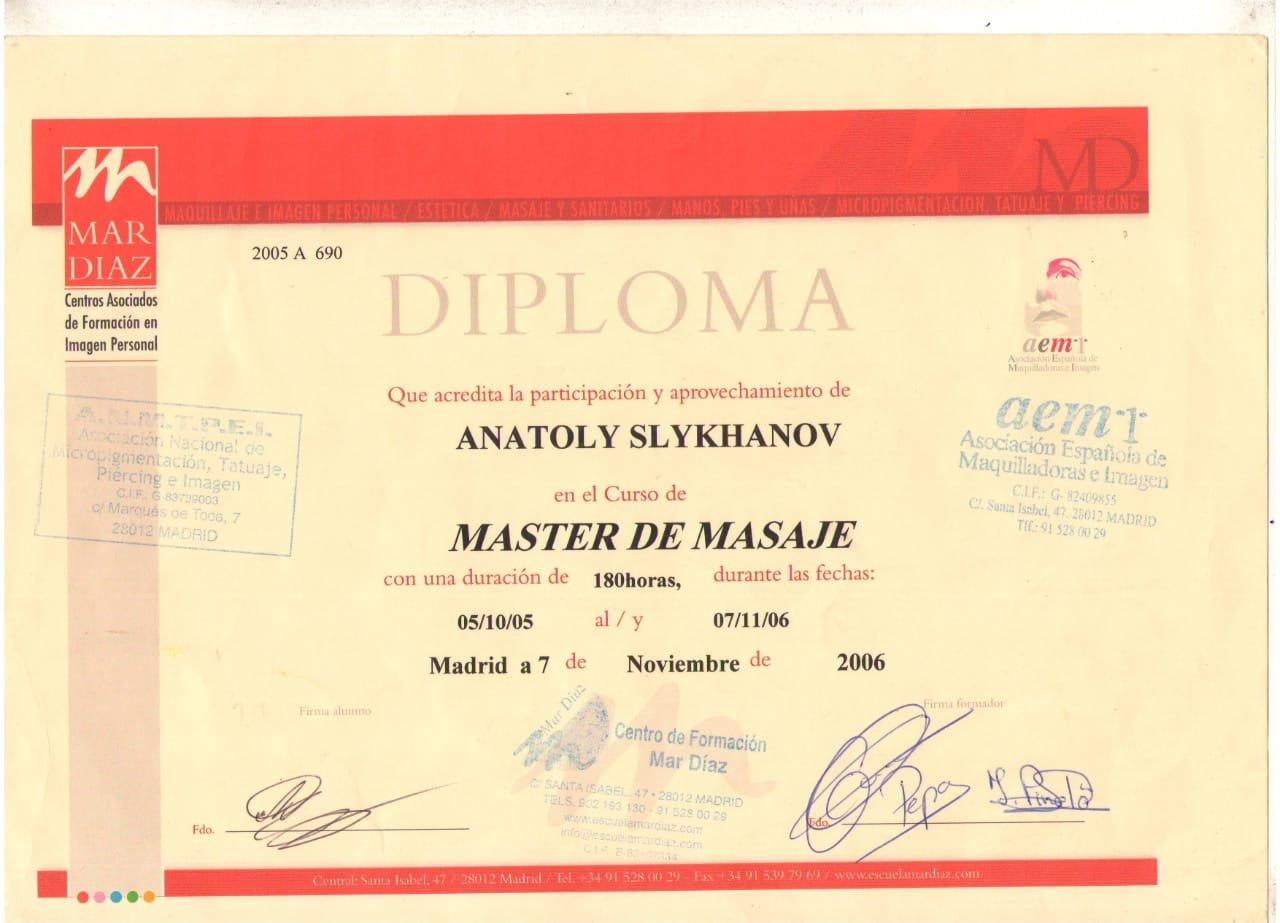 MAQUILLAJE E IMAGEN PERSONAL / ESTETICA / MASAJE Y SANITARIOS / MANOS, PIES Y UÑAS / MICROPIGMENTACION, TATUAJE Y PIERCING
MD
MAR
DIAZ
Centros Asociados
de Formación en
Imagen Personal
2005 A 690
DIPLOMA
aem
Asociación Española de
Maquilladoras e Imagen
Que acredita la participación y aprovechamiento de
ANATOLY SLYKHANOV
en el Curso de
MASTER DE MASAJE
con una duración de 180horas, durante las fechas:
05/10/05 al / y 07/11/06
Madrid a 7 de Noviembre de 2006
A.N.M.T.P.E.I.
Asociación Nacional de
Micropigmentación, Tatuaje,
Piercing e Imagen
C.I.F.: G-83739003
c/ Marqués de Toca, 7
28012 MADRID
aem
Asociación Española de
Maquilladoras e Imagen
C.I.F.: G- 82409855
C/. Santa Isabel, 47. 28012 MADRID
Tlf.: 91 528 00 29
Firma alumno
Firma formador
Mar Díaz
Centro de Formación
Mar Díaz
C/ SANTA ISABEL, 47 - 28012 MADRID
TELS. 902 193 130 - 91 528 00 29
www.escuelamardiaz.com
info@escuelamardiaz.com
C.I.F.
Fdo.
Fdo.
Pepa
Central: Santa Isabel, 47 / 28012 Madrid / Tel. +34 91 528 00 29 - Fax +34 91 539 79 69 / www.escuelamardiaz.com